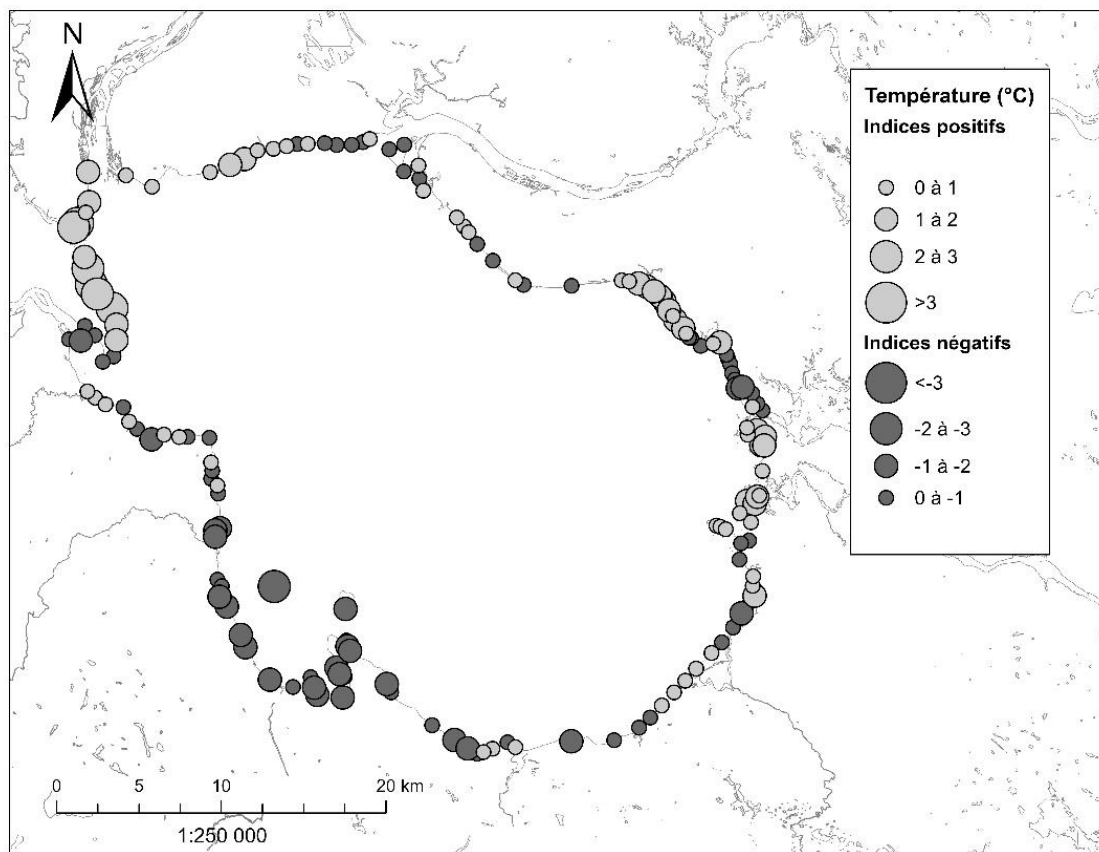 N
Température (°C)
Indices positifs
0 à 1
1 à 2
2 à 3
>3
Indices négatifs
<-3
-2 à -3
-1 à -2
0 à -1
0 5 10 20 km
1:250 000